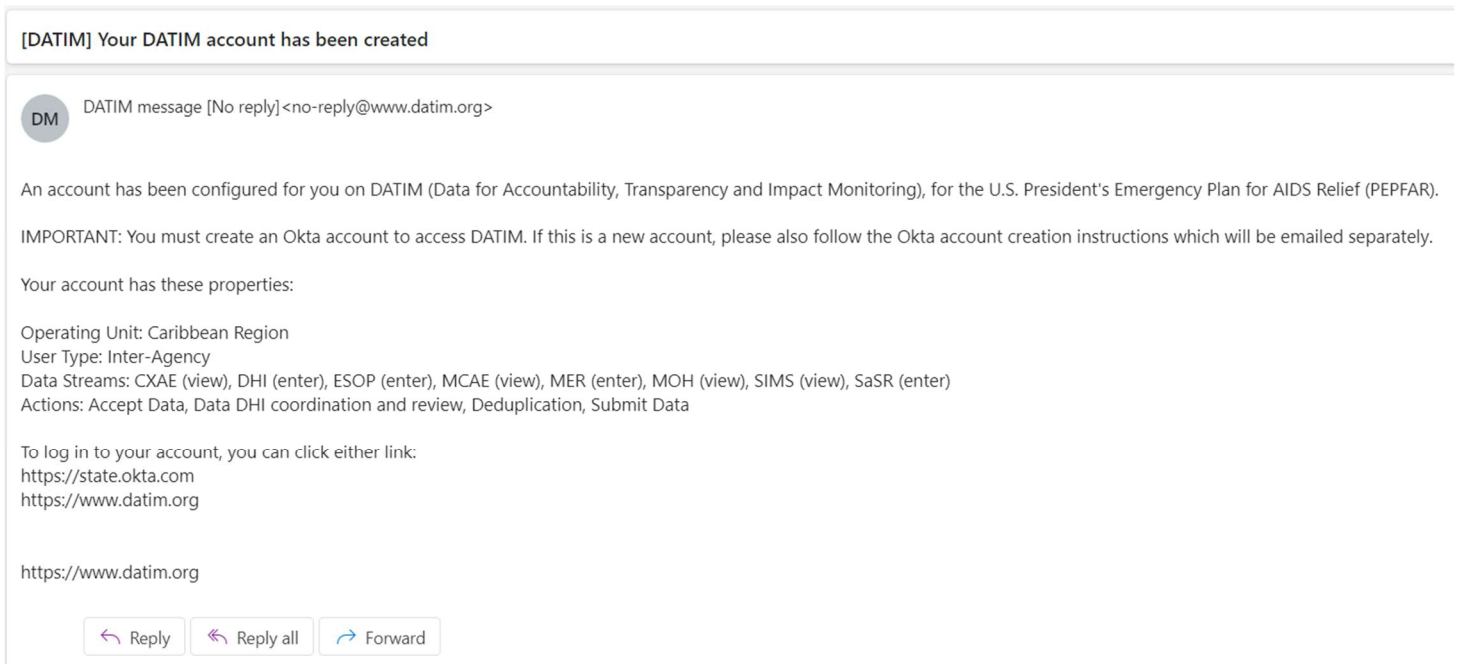 [DATIM] Your DATIM account has been created
DM
DATIM message [No reply]<no-reply@www.datim.org>
An account has been configured for you on DATIM (Data for Accountability, Transparency and Impact Monitoring), for the U.S. President's Emergency Plan for AIDS Relief (PEPFAR).
IMPORTANT: You must create an Okta account to access DATIM. If this is a new account, please also follow the Okta account creation instructions which will be emailed separately.
Your account has these properties:
Operating Unit: Caribbean Region
User Type: Inter-Agency
Data Streams: CXAE (view), DHI (enter), ESOP (enter), MCAE (view), MER (enter), MOH (view), SIMS (view), SaSR (enter)
Actions: Accept Data, Data DHI coordination and review, Deduplication, Submit Data
To log in to your account, you can click either link:
https://state.okta.com
https://www.datim.org
https://www.datim.org
Reply Reply all Forward